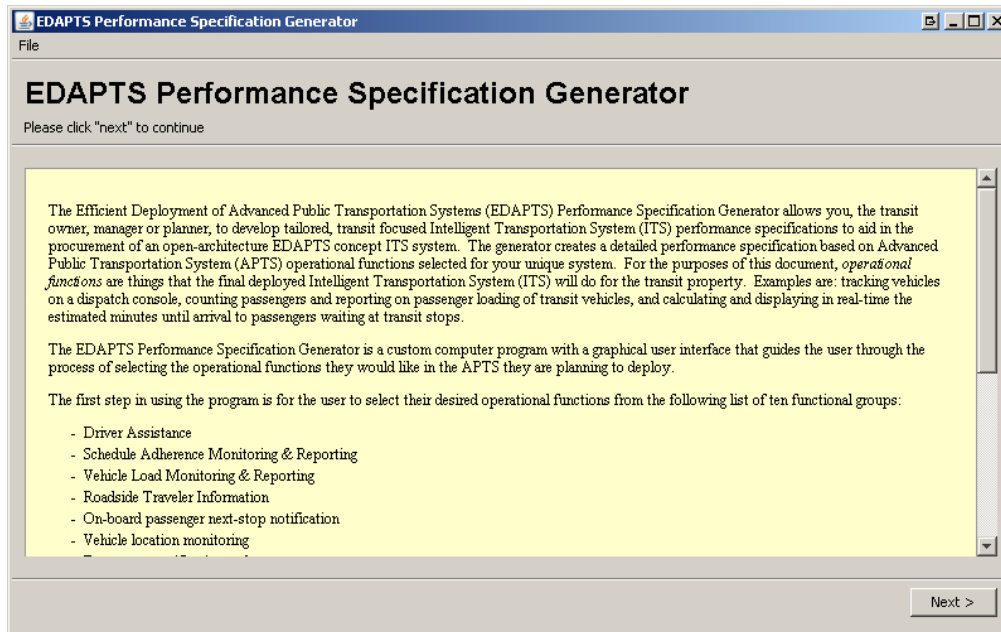 EDAPTS Performance Specification Generator
File
EDAPTS Performance Specification Generator
Please click "next" to continue
The Efficient Deployment of Advanced Public Transportation Systems (EDAPTS) Performance Specification Generator allows you, the transit
owner, manager or planner, to develop tailored, transit focused Intelligent Transportation System (ITS) performance specifications to aid in the
procurement of an open-architecture EDAPTS concept ITS system. The generator creates a detailed performance specification based on Advanced
Public Transportation System (APTS) operational functions selected for your unique system. For the purposes of this document, operational
functions are things that the final deployed Intelligent Transportation System (ITS) will do for the transit property. Examples are: tracking vehicles
on a dispatch console, counting passengers and reporting on passenger loading of transit vehicles, and calculating and displaying in real-time the
estimated minutes until arrival to passengers waiting at transit stops.
The EDAPTS Performance Specification Generator is a custom computer program with a graphical user interface that guides the user through the
process of selecting the operational functions they would like in the APTS they are planning to deploy.
The first step in using the program is for the user to select their desired operational functions from the following list of ten functional groups:
- Driver Assistance
- Schedule Adherence Monitoring & Reporting
- Vehicle Load Monitoring & Reporting
- Roadside Traveler Information
- On-board passenger next-stop notification
- Vehicle location monitoring
Next >